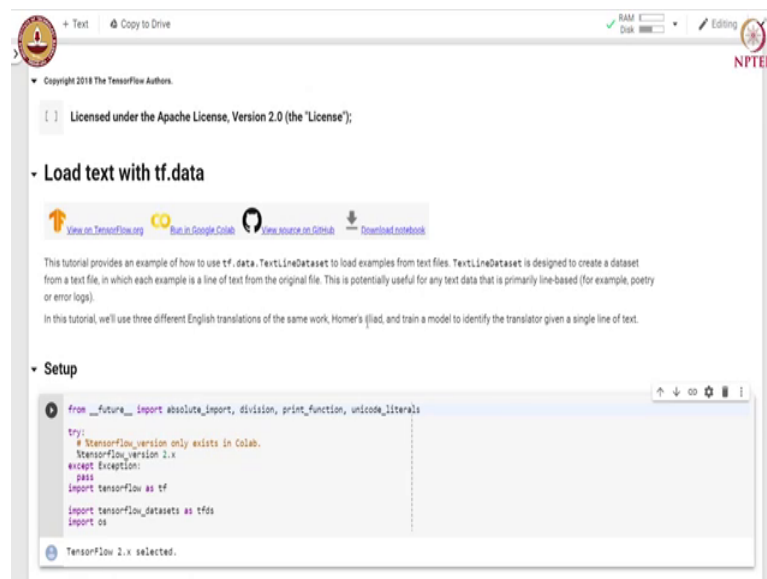 + Text Copy to Drive RAM Disk Editing
NPTEL
Copyright 2018 The TensorFlow Authors.
[ ] Licensed under the Apache License, Version 2.0 (the "License");
Load text with tf.data
View on TensorFlow.org Run in Google Colab View source on GitHub Download notebook
This tutorial provides an example of how to use tf.data.TextLineDataset to load examples from text files. TextLineDataset is designed to create a dataset
from a text file, in which each example is a line of text from the original file. This is potentially useful for any text data that is primarily line-based (for example, poetry
or error logs).
In this tutorial, we'll use three different English translations of the same work, Homer's Illiad, and train a model to identify the translator given a single line of text.
Setup
from __future__ import absolute_import, division, print_function, unicode_literals
try:
# %tensorflow_version only exists in Colab.
%tensorflow_version 2.x
except Exception:
pass
import tensorflow as tf
import tensorflow_datasets as tfds
import os
TensorFlow 2.x selected.